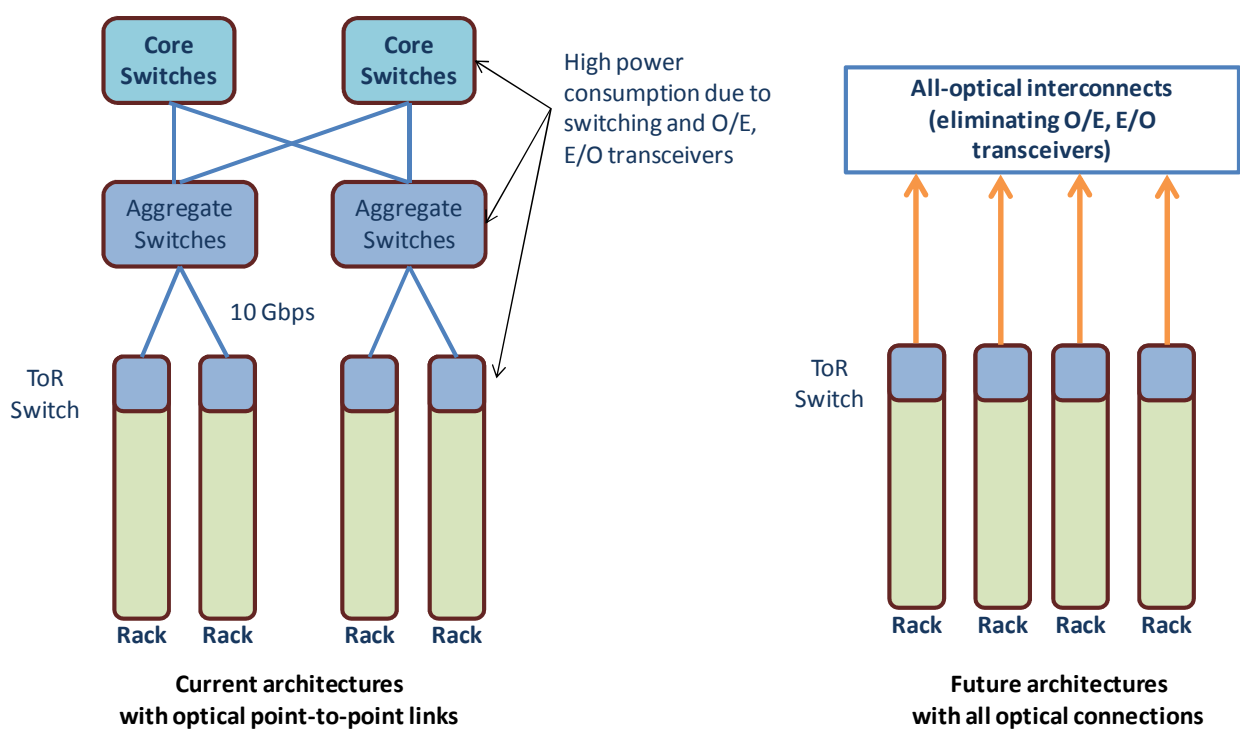 Core
Switches
Core
Switches
High power
consumption due to
switching and O/E,
E/O transceivers
Aggregate
Switches
Aggregate
Switches
10 Gbps
ToR
Switch
Rack
Rack
Rack
Rack
Current architectures
with optical point-to-point links
All-optical interconnects
(eliminating O/E, E/O
transceivers)
ToR
Switch
Rack
Rack
Rack
Rack
Future architectures
with all optical connections